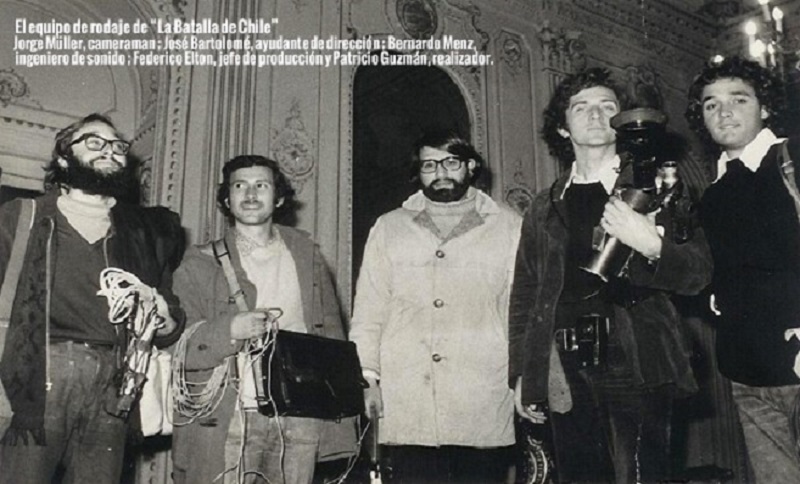 El equipo de rodaje de "La Batalla de Chile"
Jorge Müller, cameraman; José Bartolomé, ayudante de dirección; Bernardo Menz,
ingeniero de sonido; Federico Elton, jefe de producción y Patricio Guzmán, realizador.